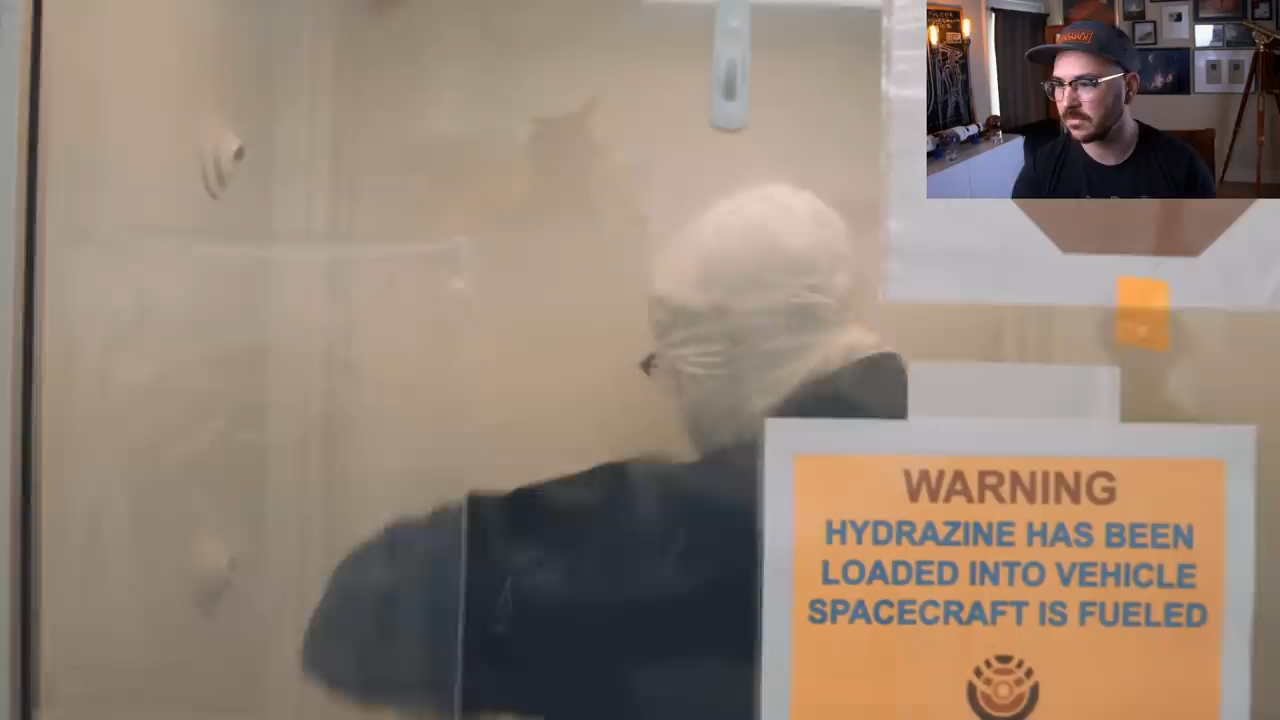 WARNING
HYDRAZINE HAS BEEN
LOADED INTO VEHICLE
SPACECRAFT IS FUELED